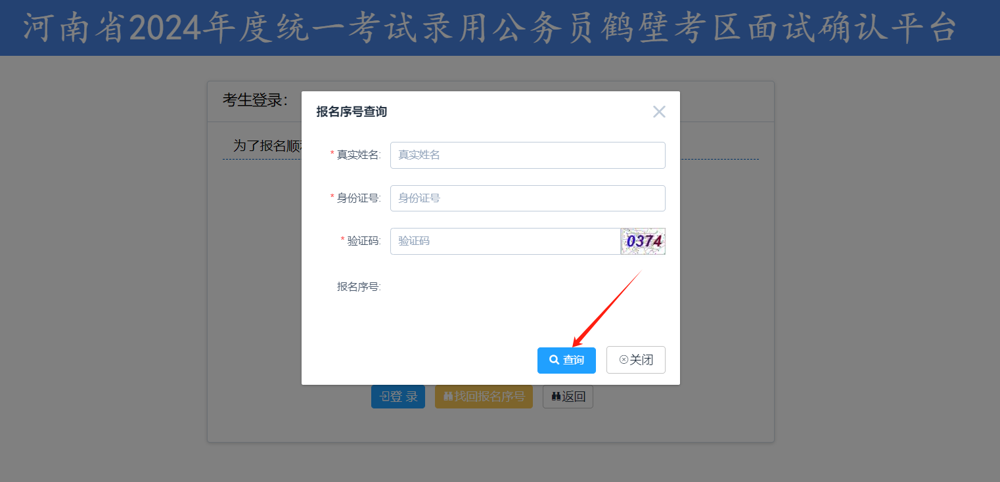 河南省2024年度统一考试录用公务员鹤壁考区面试确认平台
考生登录：
报名序号查询
为了报名顺
* 真实姓名: 真实姓名
* 身份证号: 身份证号
* 验证码: 验证码 0374
报名序号:
查询 关闭
登 录 找回报名序号 返回